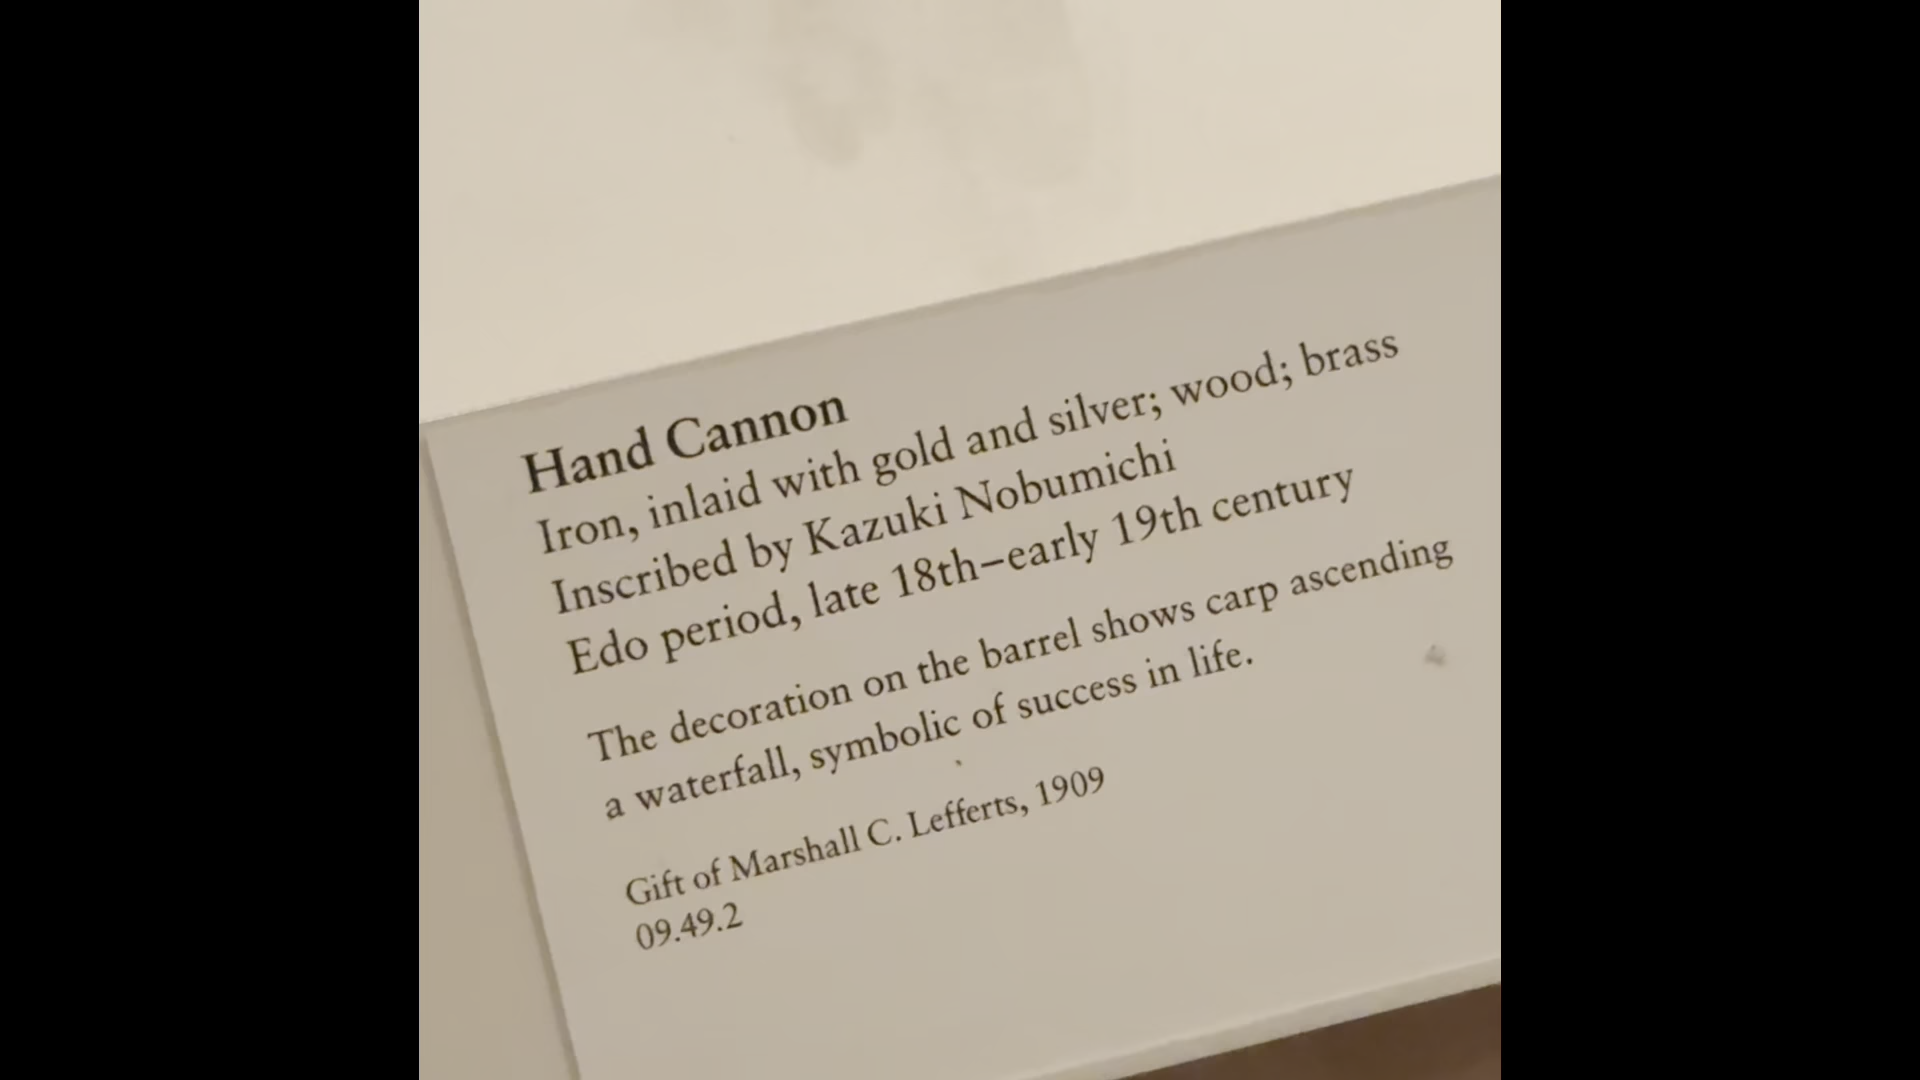 Hand Cannon
Iron, inlaid with gold and silver; wood; brass
Inscribed by Kazuki Nobumichi
Edo period, late 18th–early 19th century
The decoration on the barrel shows carp ascending
a waterfall, symbolic of success in life.
Gift of Marshall C. Lefferts, 1909
09.49.2